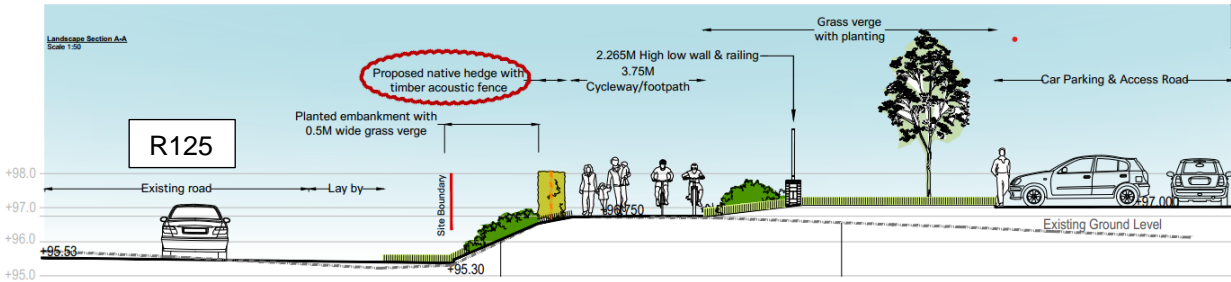 Landscape Section A-A
Scale 1:50
Grass verge
with planting
2.265M High low wall & railing
3.75M
Cycleway/footpath
Proposed native hedge with
timber acoustic fence
Car Parking & Access Road
Planted embankment with
0.5M wide grass verge
R125
+98.0
Existing road
Lay by
Site Boundary
+97.0
+96.750
+97.000
+96.0
+95.53
Existing Ground Level
+95.30
+95.0